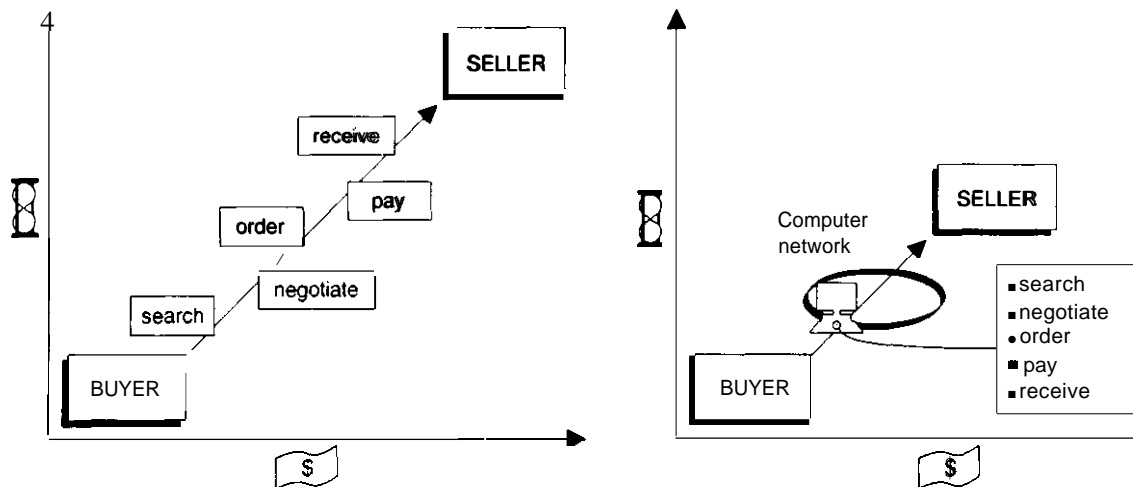 4
SELLER
receive
pay
order
negotiate
search
BUYER
$
SELLER
Computer
network
▪ search
▪ negotiate
• order
▪ pay
▪ receive
BUYER
$